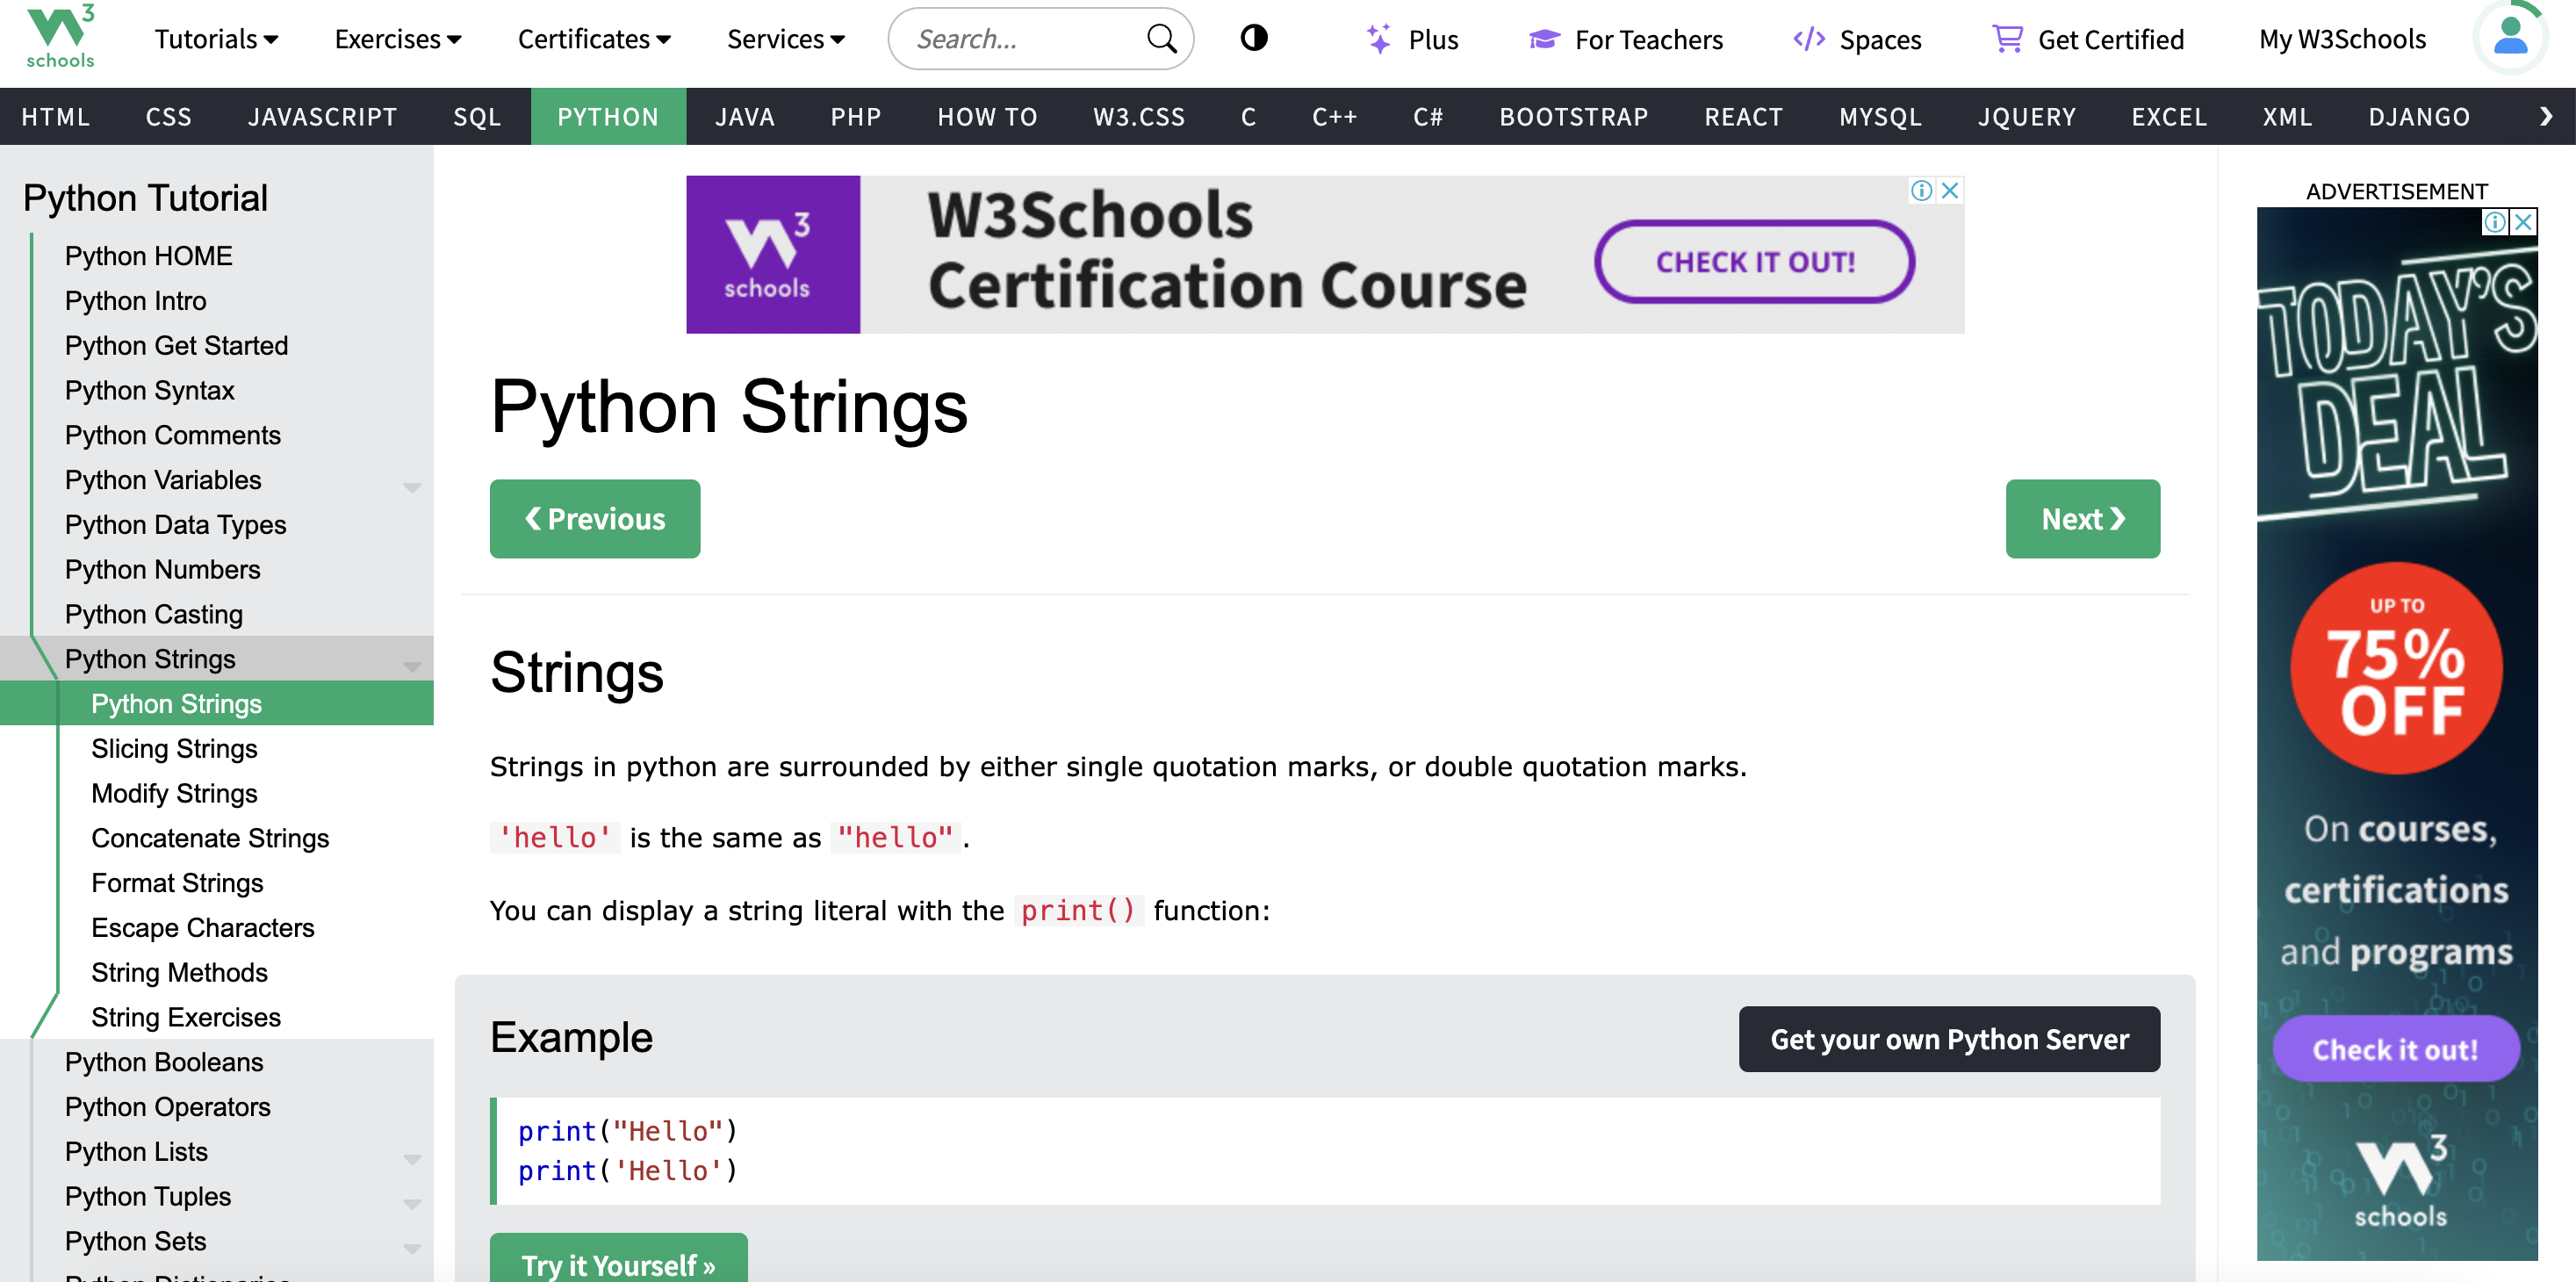 W3 schools
Tutorials Exercises Certificates Services Search... Plus For Teachers Spaces Get Certified My W3Schools
HTML CSS JAVASCRIPT SQL PYTHON JAVA PHP HOW TO W3.CSS C C++ C# BOOTSTRAP REACT MYSQL JQUERY EXCEL XML DJANGO ❯
Python Tutorial
Python HOME
Python Intro
Python Get Started
Python Syntax
Python Comments
Python Variables
Python Data Types
Python Numbers
Python Casting
Python Strings
Python Strings
Slicing Strings
Modify Strings
Concatenate Strings
Format Strings
Escape Characters
String Methods
String Exercises
Python Booleans
Python Operators
Python Lists
Python Tuples
Python Sets
W3 schools
W3Schools
Certification Course
CHECK IT OUT!
Python Strings
❮ Previous
Next ❯
Strings
Strings in python are surrounded by either single quotation marks, or double quotation marks.
'hello' is the same as "hello".
You can display a string literal with the print() function:
Example
Get your own Python Server
print("Hello")
print('Hello')
Try it Yourself »
ADVERTISEMENT
TODAY'S
DEAL
UP TO
75%
OFF
On courses,
certifications
and programs
Check it out!
W3
schools